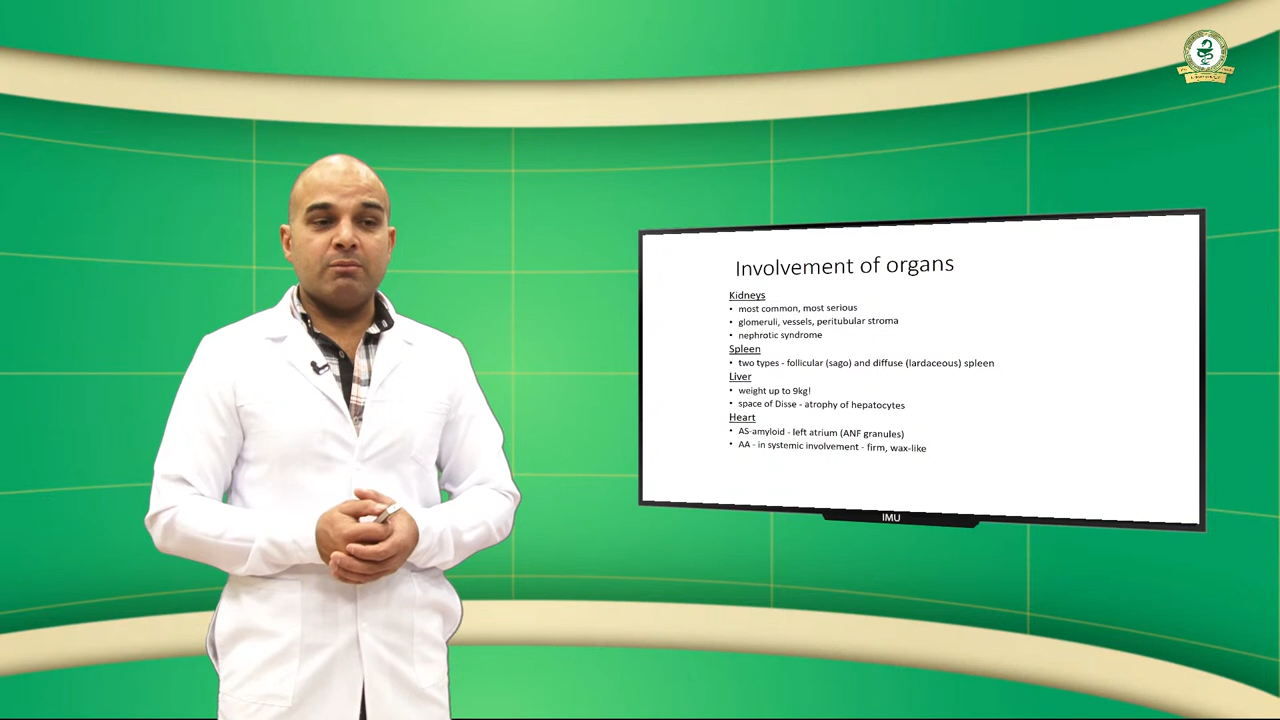 Involvement of organs
Kidneys
• most common, most serious
• glomeruli, vessels, peritubular stroma
• nephrotic syndrome
Spleen
• two types - follicular (sago) and diffuse (lardaceous) spleen
Liver
• weight up to 9kg!
• space of Disse - atrophy of hepatocytes
Heart
• AS-amyloid - left atrium (ANF granules)
• AA - in systemic involvement - firm, wax-like
IMU